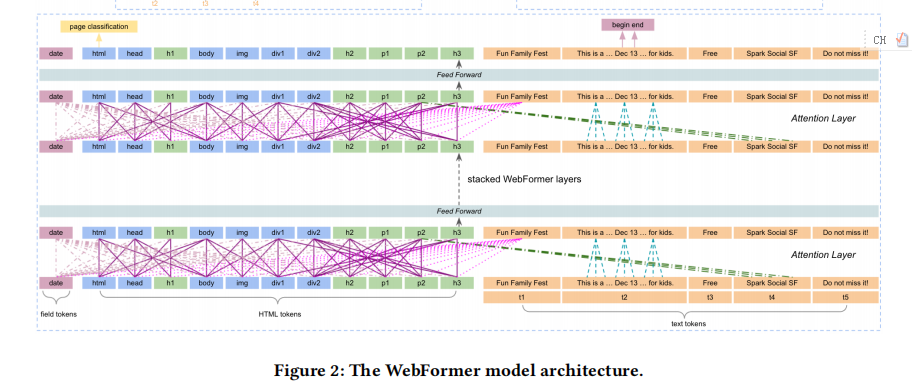 t2 t3 t4
page classification begin end
CH
date html head h1 body img div1 div2 h2 p1 p2 h3 Fun Family Fest This is a ... Dec 13 ... for kids. Free Spark Social SF Do not miss it!
Feed Forward
date html head h1 body img div1 div2 h2 p1 p2 h3 Fun Family Fest This is a ... Dec 13 ... for kids. Free Spark Social SF Do not miss it!
Attention Layer
date html head h1 body img div1 div2 h2 p1 p2 h3 Fun Family Fest This is a ... Dec 13 ... for kids. Free Spark Social SF Do not miss it!
stacked WebFormer layers
Feed Forward
date html head h1 body img div1 div2 h2 p1 p2 h3 Fun Family Fest This is a ... Dec 13 ... for kids. Free Spark Social SF Do not miss it!
Attention Layer
date html head h1 body img div1 div2 h2 p1 p2 h3 Fun Family Fest This is a ... Dec 13 ... for kids. Free Spark Social SF Do not miss it!
t1 t2 t3 t4 t5
field tokens HTML tokens text tokens
Figure 2: The WebFormer model architecture.